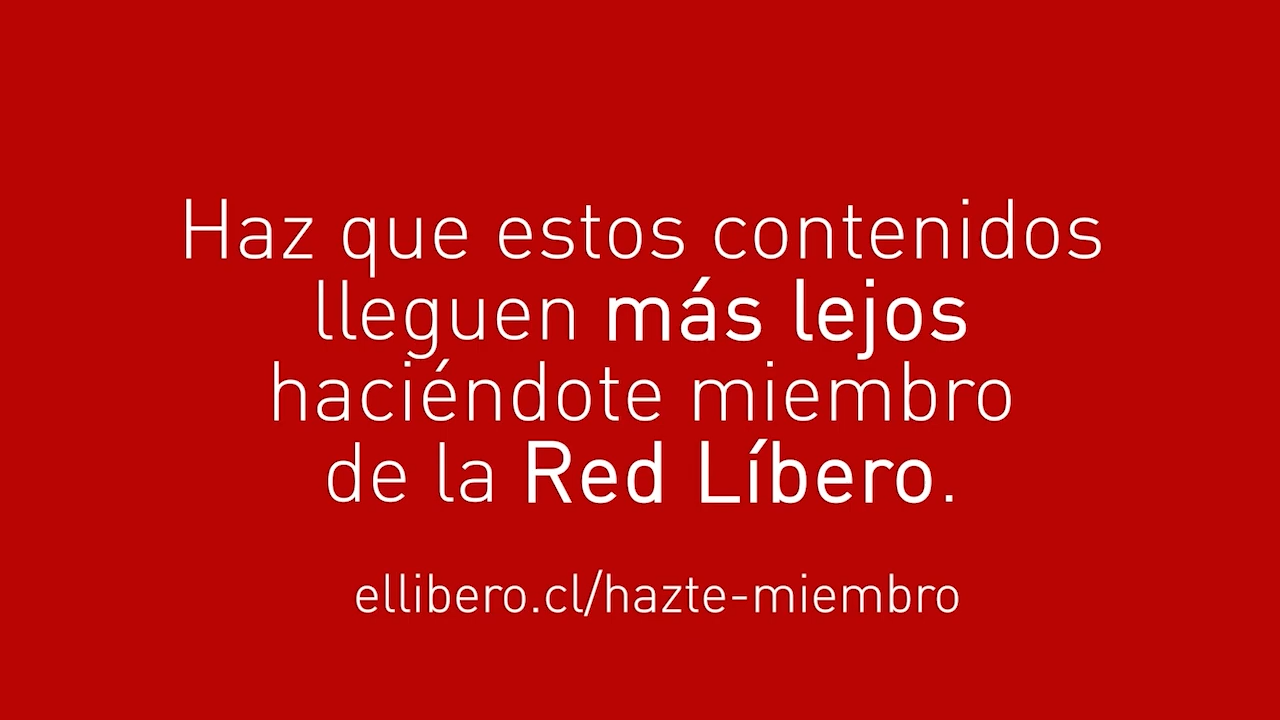 Haz que estos contenidos
lleguen más lejos
haciéndote miembro
de la Red Líbero.
ellibero.cl/hazte-miembro